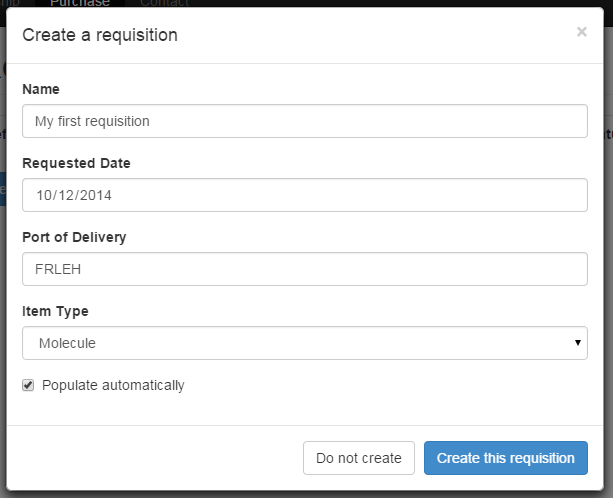 Purchase
Contact
Create a requisition
×
Name
My first requisition
Requested Date
10/12/2014
Port of Delivery
FRLEH
Item Type
Molecule
Populate automatically
Do not create
Create this requisition